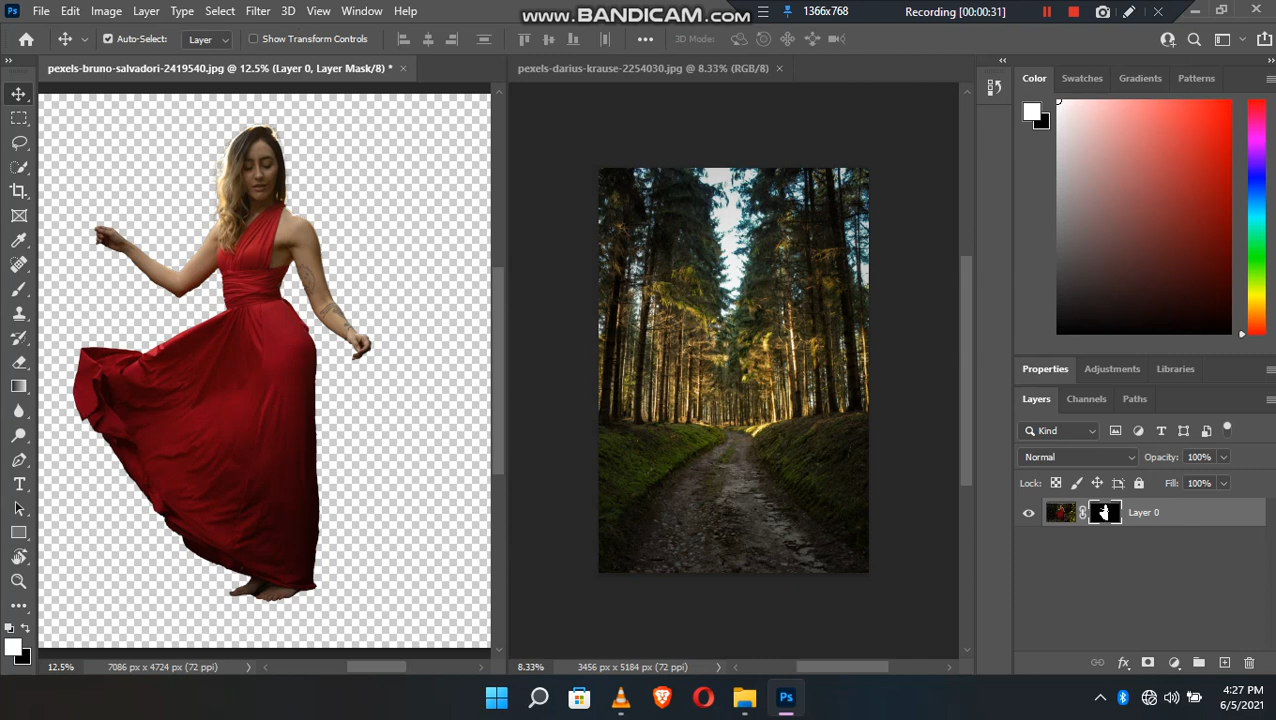 Ps File Edit Image Layer Type Select Filter 3D View Window Help www.BANDICAM.com 1366x768 Recording [00:00:31]
Auto-Select: Layer Show Transform Controls ••• 3D Mode:
pexels-bruno-salvadori-2419540.jpg @ 12.5% (Layer 0, Layer Mask/8) * ×
pexels-darius-krause-2254030.jpg @ 8.33% (RGB/8) ×
Color Swatches Gradients Patterns
Properties Adjustments Libraries
Layers Channels Paths
Kind
Normal Opacity: 100%
Lock: Fill: 100%
Layer 0
12.5% 7086 px x 4724 px (72 ppi)
8.33% 3456 px x 5184 px (72 ppi)
Ps
4:27 PM
6/5/2021